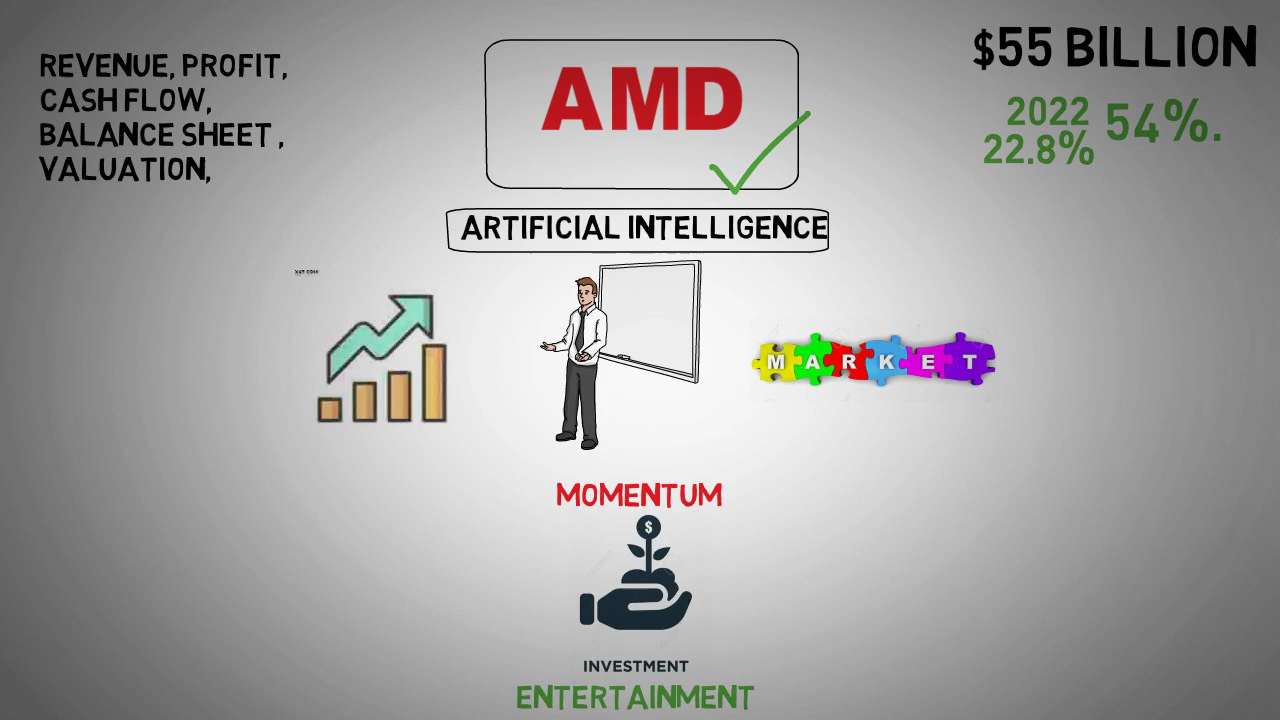 REVENUE, PROFIT,
CASH FLOW,
BALANCE SHEET ,
VALUATION,
AMD
$55 BILLION
2022
22.8%
54%.
ARTIFICIAL INTELLIGENCE
MARKET
MOMENTUM
$
INVESTMENT
ENTERTAINMENT